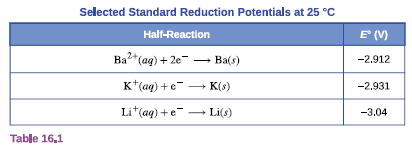 Selected Standard Reduction Potentials at 25 °C
Half-Reaction E° (V)
Ba²⁺(aq) + 2e⁻ ⟶ Ba(s) −2.912
K⁺(aq) + e⁻ ⟶ K(s) −2.931
Li⁺(aq) + e⁻ ⟶ Li(s) −3.04
Table 16.1